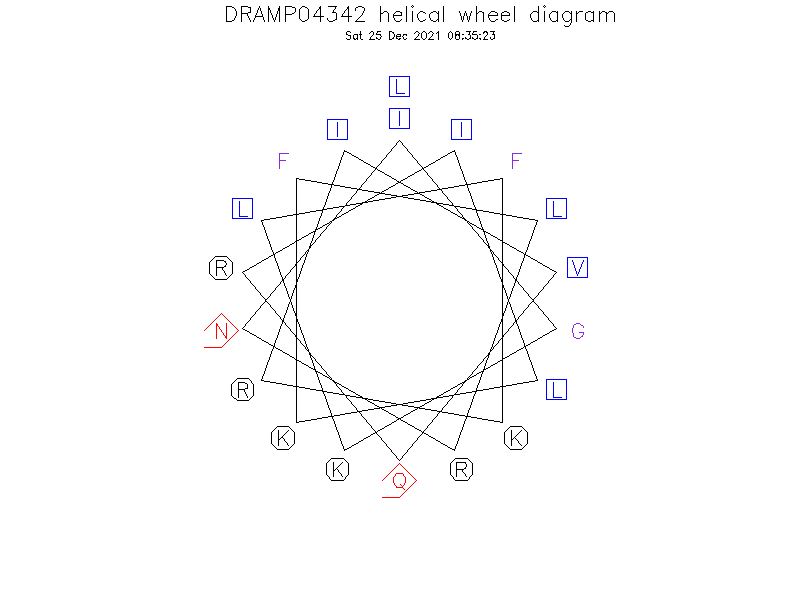 DRAMP04342 helical wheel diagram
Sat 25 Dec 2021 08:35:23
L
I I I
F F
L L
R V
N G
R L
K K
K R
Q